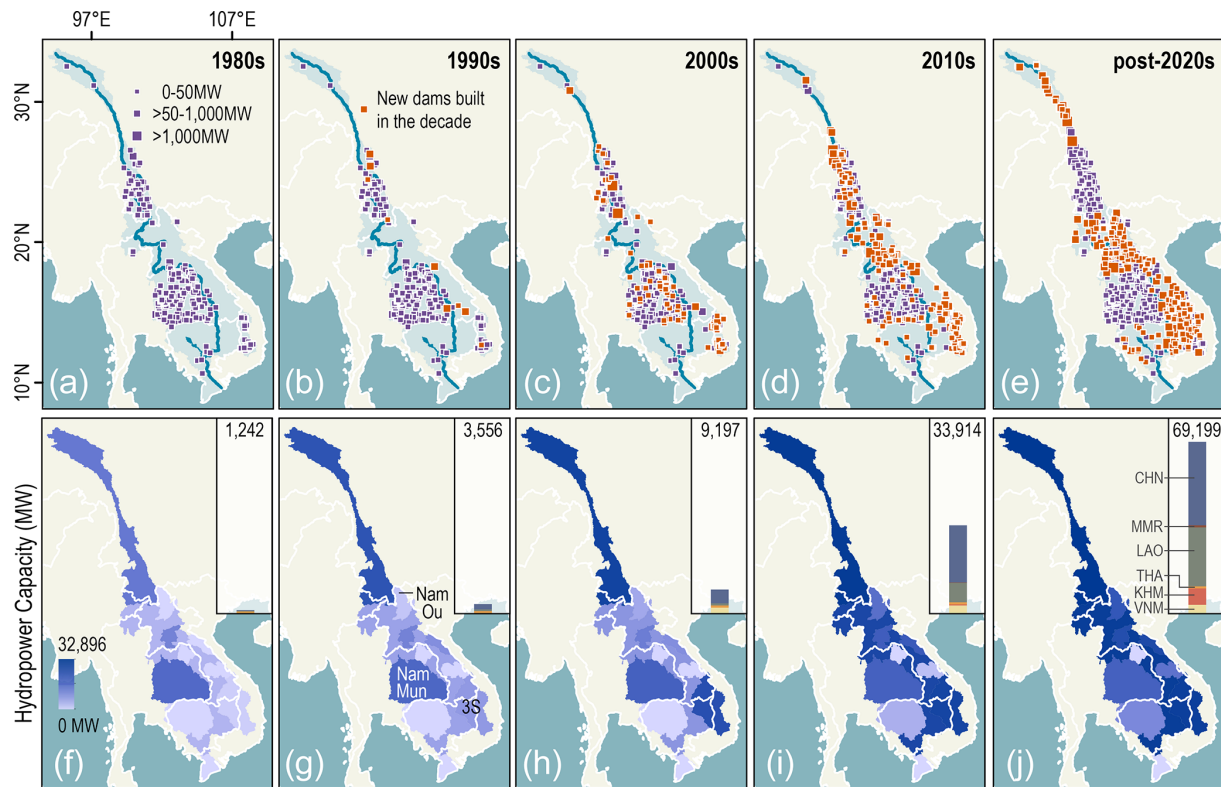 97°E 107°E
1980s
0-50MW
>50-1,000MW
>1,000MW
(a)
30°N
20°N
10°N
1990s
New dams built
in the decade
(b)
2000s
(c)
2010s
(d)
post-2020s
(e)
Hydropower Capacity (MW)
1,242
32,896
0 MW
(f)
3,556
Nam
Ou
Nam
Mun
3S
(g)
9,197
(h)
33,914
(i)
69,199
CHN
MMR
LAO
THA
KHM
VNM
(j)